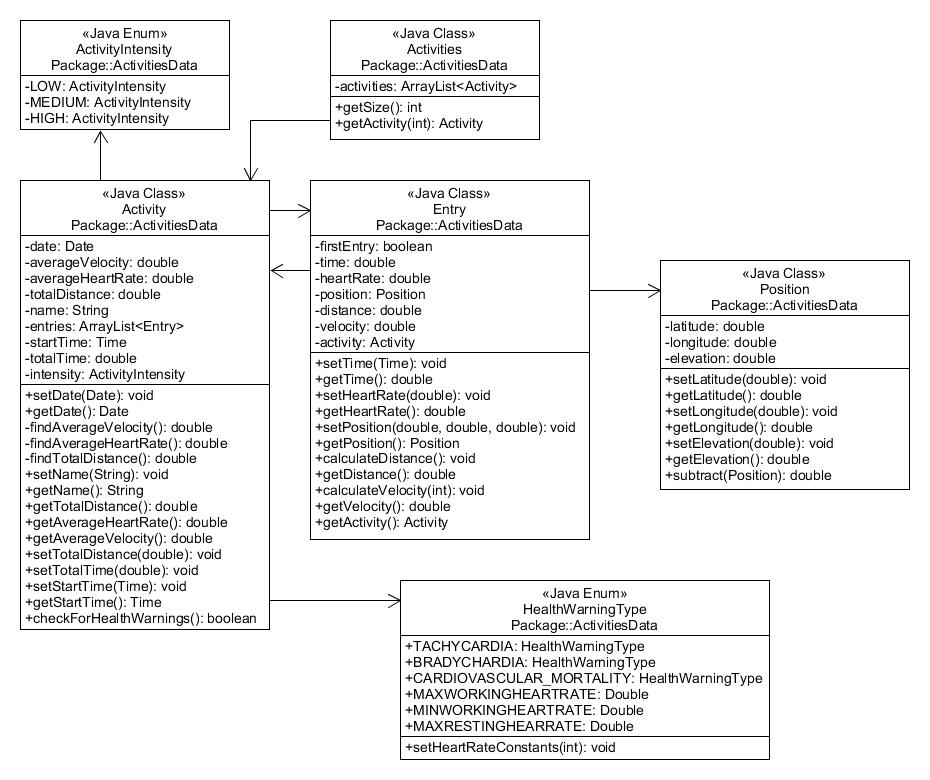 «Java Enum»
ActivityIntensity
Package::ActivitiesData
-LOW: ActivityIntensity
-MEDIUM: ActivityIntensity
-HIGH: ActivityIntensity
«Java Class»
Activities
Package::ActivitiesData
-activities: ArrayList<Activity>
+getSize(): int
+getActivity(int): Activity
«Java Class»
Activity
Package::ActivitiesData
-date: Date
-averageVelocity: double
-averageHeartRate: double
-totalDistance: double
-name: String
-entries: ArrayList<Entry>
-startTime: Time
-totalTime: double
-intensity: ActivityIntensity
+setDate(Date): void
+getDate(): Date
-findAverageVelocity(): double
-findAverageHeartRate(): double
-findTotalDistance(): double
+setName(String): void
+getName(): String
+getTotalDistance(): double
+getAverageHeartRate(): double
+getAverageVelocity(): double
+setTotalDistance(double): void
+setTotalTime(double): void
+setStartTime(Time): void
+getStartTime(): Time
+checkForHealthWarnings(): boolean
«Java Class»
Entry
Package::ActivitiesData
-firstEntry: boolean
-time: double
-heartRate: double
-position: Position
-distance: double
-velocity: double
-activity: Activity
+setTime(Time): void
+getTime(): double
+setHeartRate(double): void
+getHeartRate(): double
+setPosition(double, double, double): void
+getPosition(): Position
+calculateDistance(): void
+getDistance(): double
+calculateVelocity(int): void
+getVelocity(): double
+getActivity(): Activity
«Java Class»
Position
Package::ActivitiesData
-latitude: double
-longitude: double
-elevation: double
+setLatitude(double): void
+getLatitude(): double
+setLongitude(double): void
+getLongitude(): double
+setElevation(double): void
+getElevation(): double
+subtract(Position): double
«Java Enum»
HealthWarningType
Package::ActivitiesData
+TACHYCARDIA: HealthWarningType
+BRADYCHARDIA: HealthWarningType
+CARDIOVASCULAR_MORTALITY: HealthWarningType
+MAXWORKINGHEARTRATE: Double
+MINWORKINGHEARTRATE: Double
+MAXRESTINGHEARRATE: Double
+setHeartRateConstants(int): void